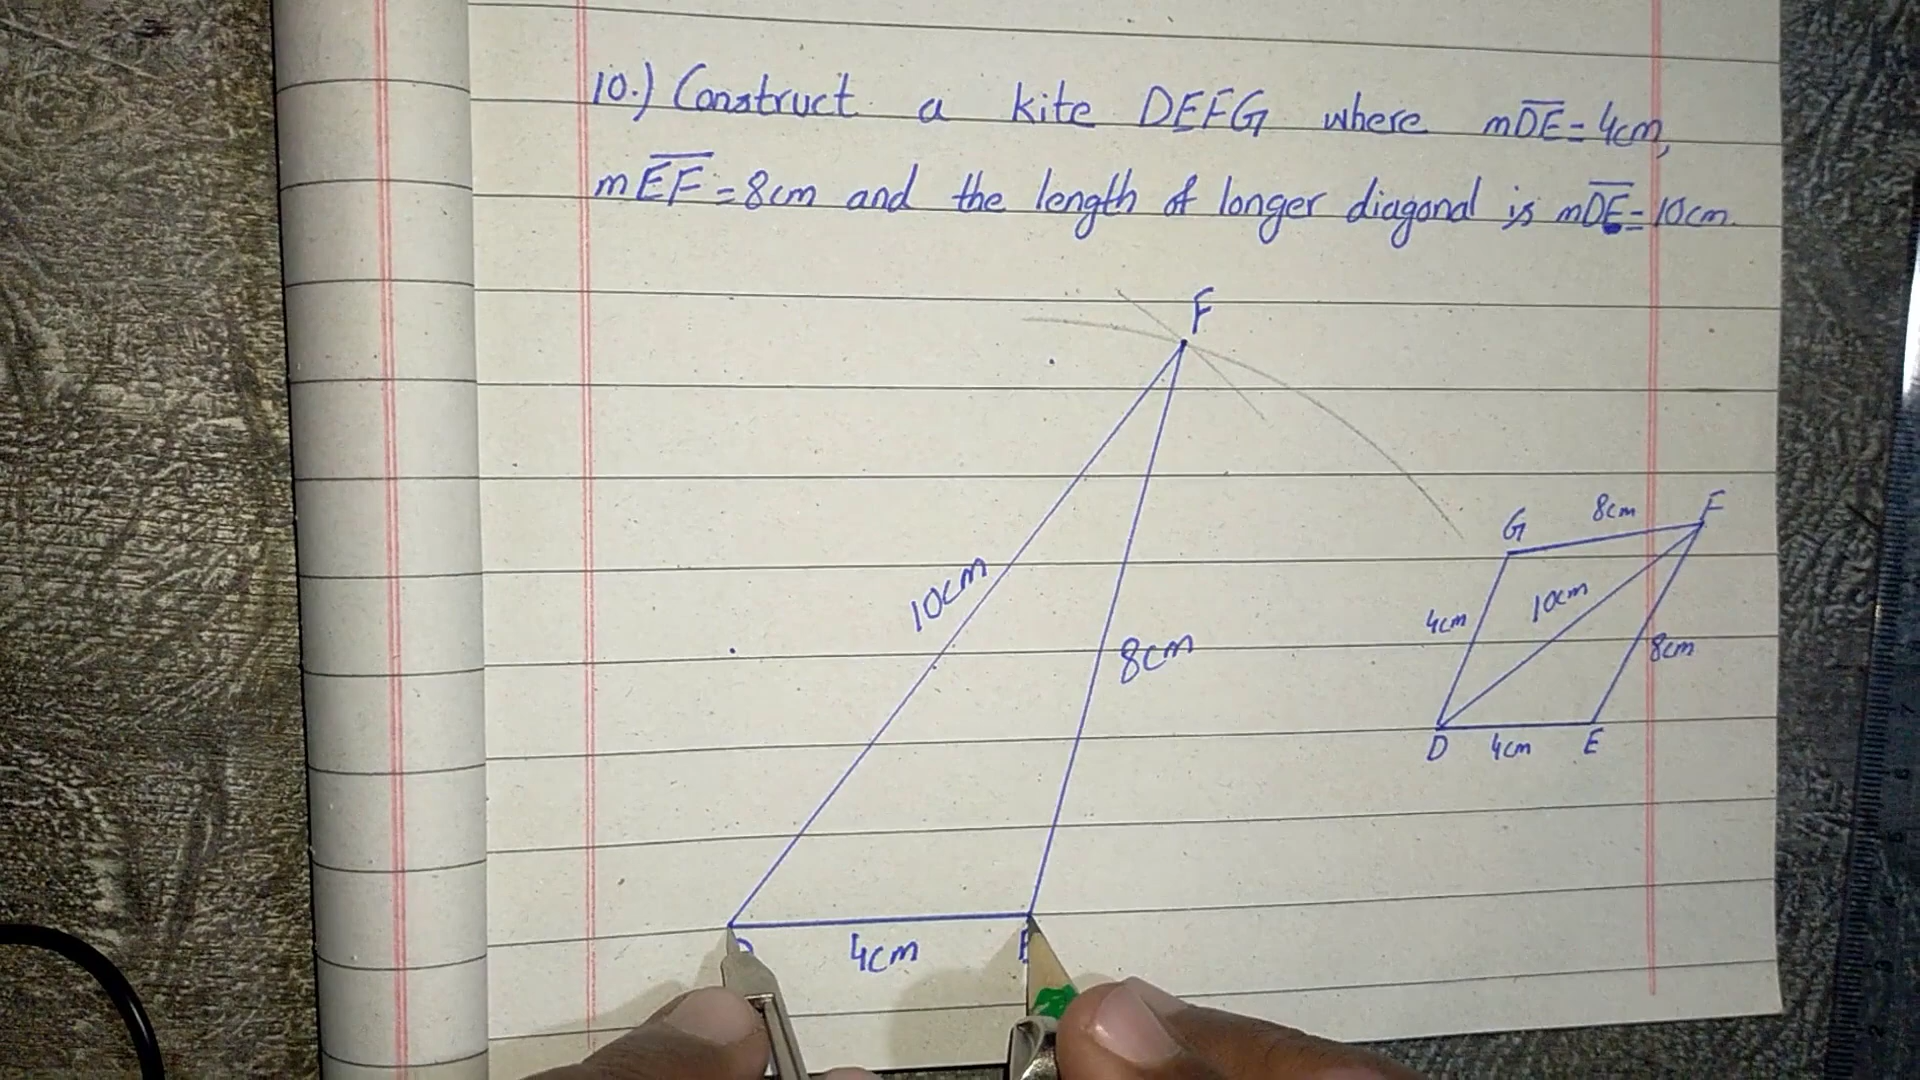 10.) Construct a kite DEFG where mDE = 4cm,
mEF = 8cm and the length of longer diagonal is mDE = 10cm.
F
10cm
8cm
D 4cm E
G 8cm F
4cm 10cm 8cm
D 4cm E